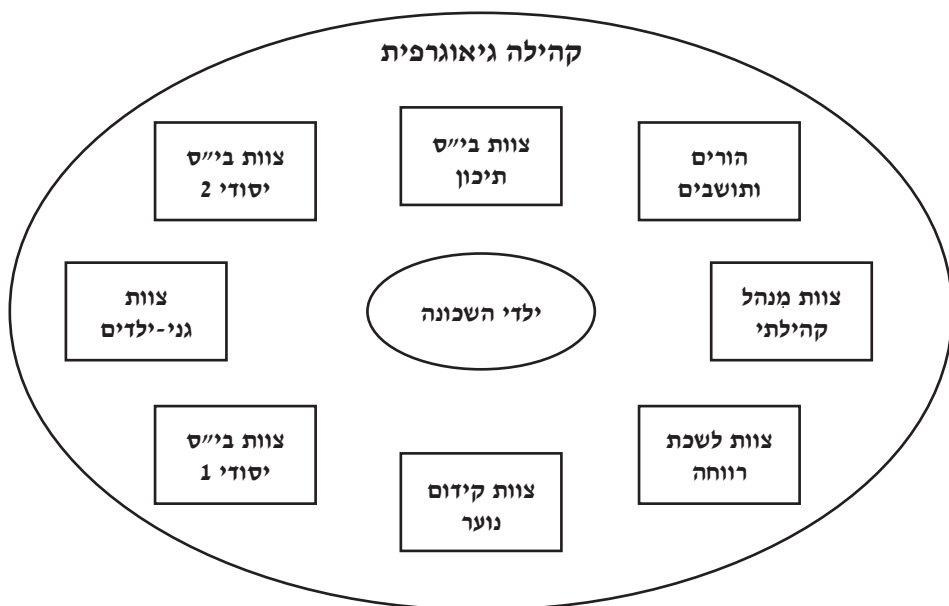 קהילה גיאוגרפית
הורים
ותושבים
צוות בי״ס
תיכון
צוות בי״ס
יסודי 2
צוות מִנהל
קהילתי
ילדי השכונה
צוות
גני-ילדים
צוות לשכת
רווחה
צוות קידום
נוער
צוות בי״ס
יסודי 1